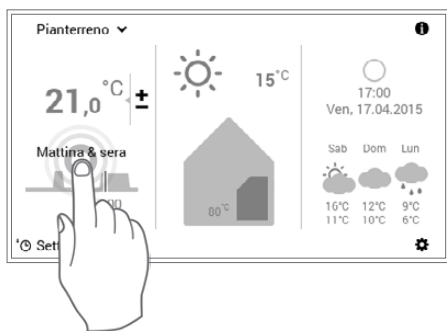 Pianterreno
15°C
21,0 °C ±
17:00
Ven, 17.04.2015
Mattina & sera
Sab Dom Lun
80°C
16°C 12°C 9°C
11°C 10°C 6°C